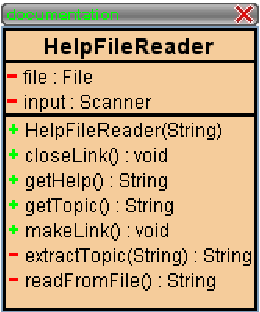 documentation
HelpFileReader
- file : File
- input : Scanner
+ HelpFileReader(String)
+ closeLink() : void
+ getHelp() : String
+ getTopic() : String
+ makeLink() : void
- extractTopic(String) : String
- readFromFile() : String